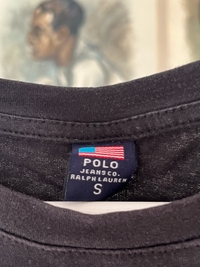 POLO
JEANS CO.
RALPH LAUREN
S